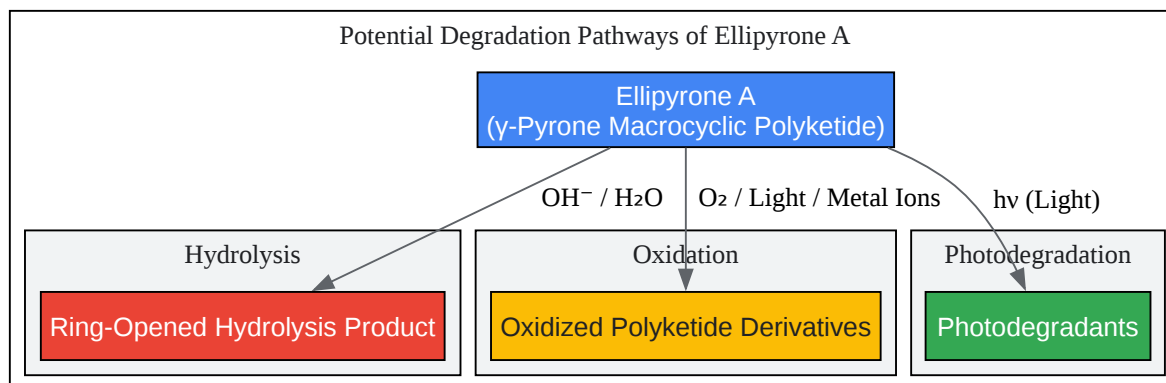 Potential Degradation Pathways of Ellipyrone A
Ellipyrone A
(γ-Pyrone Macrocyclic Polyketide)
OH⁻ / H₂O
O₂ / Light / Metal Ions
hν (Light)
Hydrolysis
Oxidation
Photodegradation
Ring-Opened Hydrolysis Product
Oxidized Polyketide Derivatives
Photodegradants